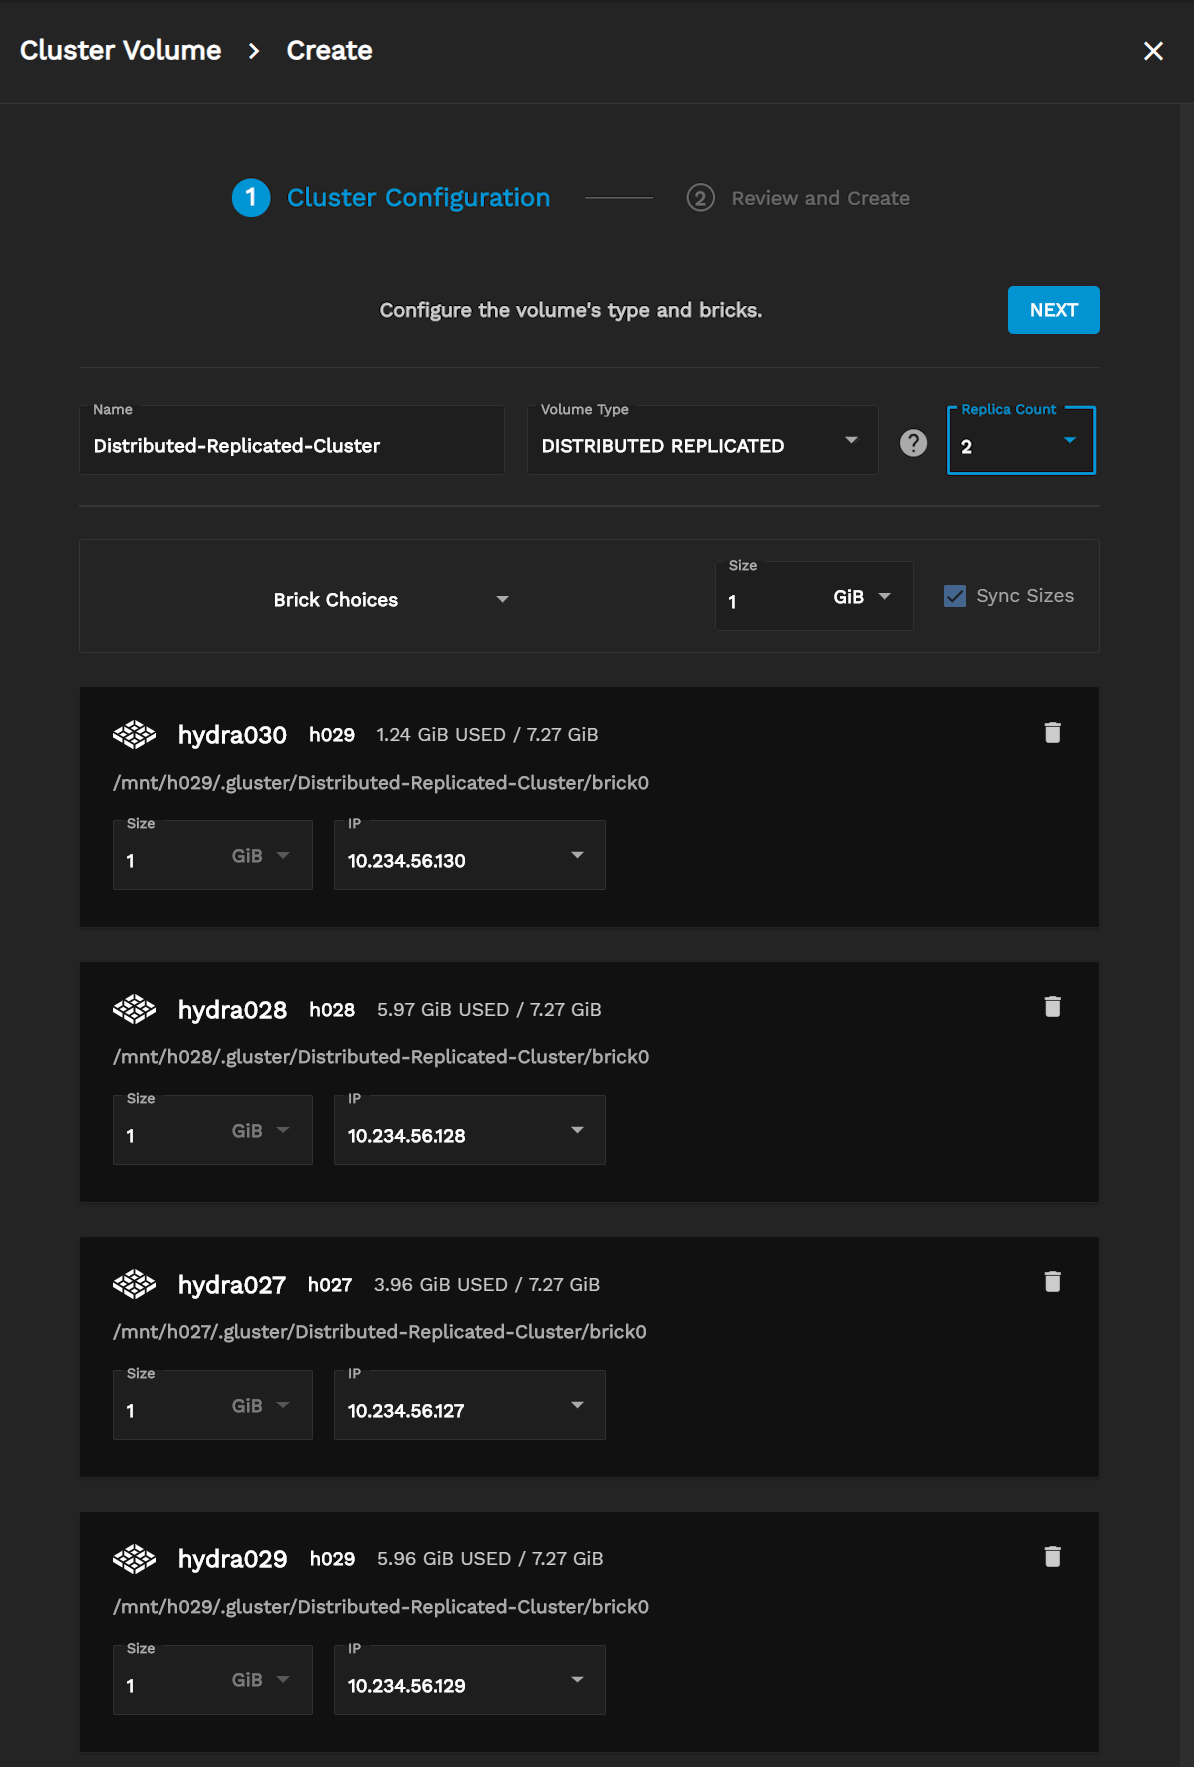 Cluster Volume > Create
1 Cluster Configuration 2 Review and Create
Configure the volume's type and bricks. NEXT
Name Volume Type Replica Count
Distributed-Replicated-Cluster DISTRIBUTED REPLICATED ? 2
Size
Brick Choices 1 GiB Sync Sizes
hydra030 h029 1.24 GiB USED / 7.27 GiB
/mnt/h029/.gluster/Distributed-Replicated-Cluster/brick0
Size IP
1 GiB 10.234.56.130
hydra028 h028 5.97 GiB USED / 7.27 GiB
/mnt/h028/.gluster/Distributed-Replicated-Cluster/brick0
Size IP
1 GiB 10.234.56.128
hydra027 h027 3.96 GiB USED / 7.27 GiB
/mnt/h027/.gluster/Distributed-Replicated-Cluster/brick0
Size IP
1 GiB 10.234.56.127
hydra029 h029 5.96 GiB USED / 7.27 GiB
/mnt/h029/.gluster/Distributed-Replicated-Cluster/brick0
Size IP
1 GiB 10.234.56.129